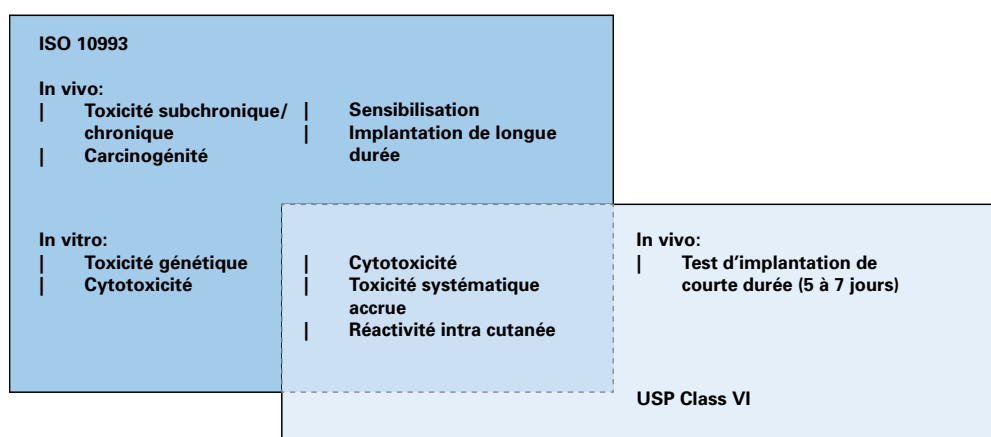 ISO 10993
In vivo:
| Toxicité subchronique/
chronique
| Carcinogénité
| Sensibilisation
| Implantation de longue
durée
In vitro:
| Toxicité génétique
| Cytotoxicité
| Cytotoxicité
| Toxicité systématique
accrue
| Réactivité intra cutanée
In vivo:
| Test d’implantation de
courte durée (5 à 7 jours)
USP Class VI